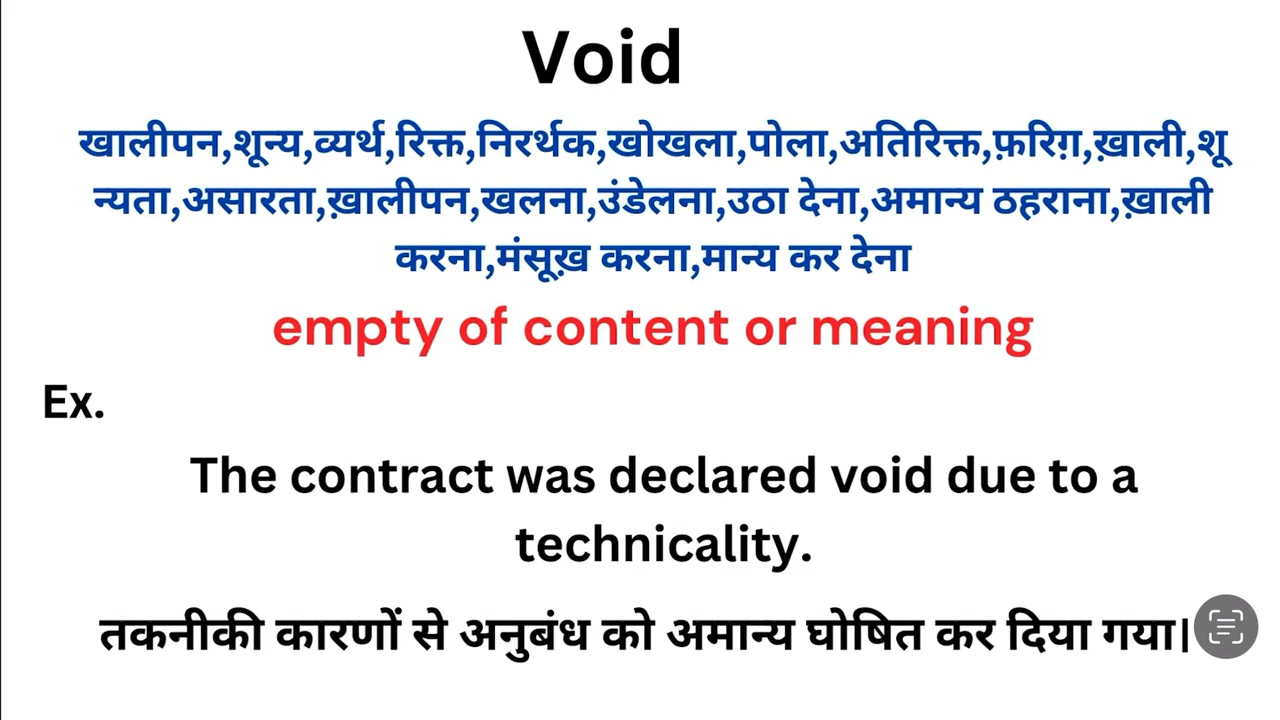 Void
खालीपन,शून्य,व्यर्थ,रिक्त,निरर्थक,खोखला,पोला,अतिरिक्त,फ़रिग़,ख़ाली,शू
न्यता,असारता,ख़ालीपन,खलना,उंडेलना,उठा देना,अमान्य ठहराना,ख़ाली
करना,मंसूख़ करना,मान्य कर देना
empty of content or meaning
Ex.
The contract was declared void due to a
technicality.
तकनीकी कारणों से अनुबंध को अमान्य घोषित कर दिया गया।